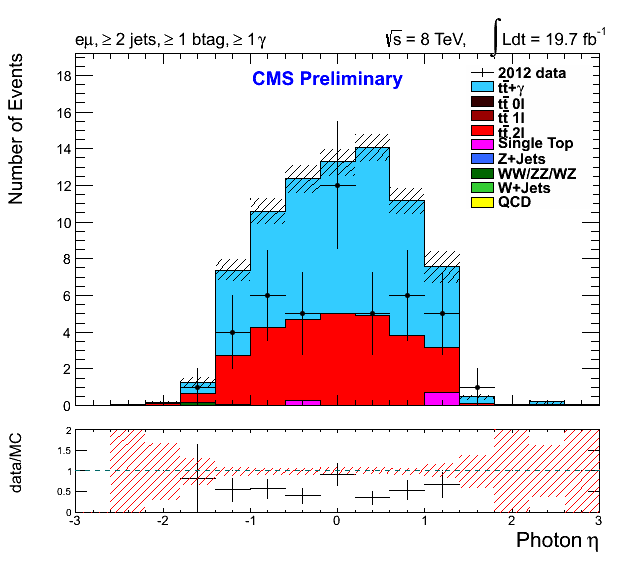 eμ, ≥ 2 jets, ≥ 1 btag, ≥ 1 γ
√s = 8 TeV, ∫ Ldt = 19.7 fb⁻¹
CMS Preliminary
2012 data
tt̄+γ
tt̄ 0l
tt̄ 1l
tt̄ 2l
Single Top
Z+Jets
WW/ZZ/WZ
W+Jets
QCD
Number of Events
18
16
14
12
10
8
6
4
2
0
data/MC
2
1.5
1
0.5
0
-3 -2 -1 0 1 2 3
Photon η